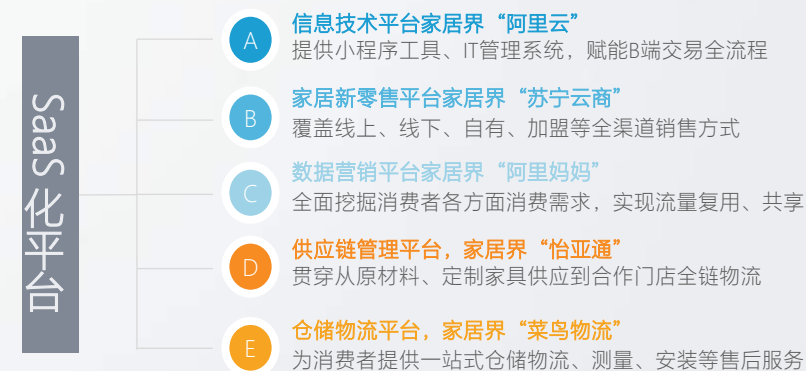 SaaS化平台
A
信息技术平台家居界“阿里云”
提供小程序工具、IT管理系统，赋能B端交易全流程
B
家居新零售平台家居界“苏宁云商”
覆盖线上、线下、自有、加盟等全渠道销售方式
C
数据营销平台家居界“阿里妈妈”
全面挖掘消费者各方面消费需求，实现流量复用、共享
D
供应链管理平台，家居界“怡亚通”
贯穿从原材料、定制家具供应到合作门店全链物流
E
仓储物流平台，家居界“菜鸟物流”
为消费者提供一站式仓储物流、测量、安装等售后服务